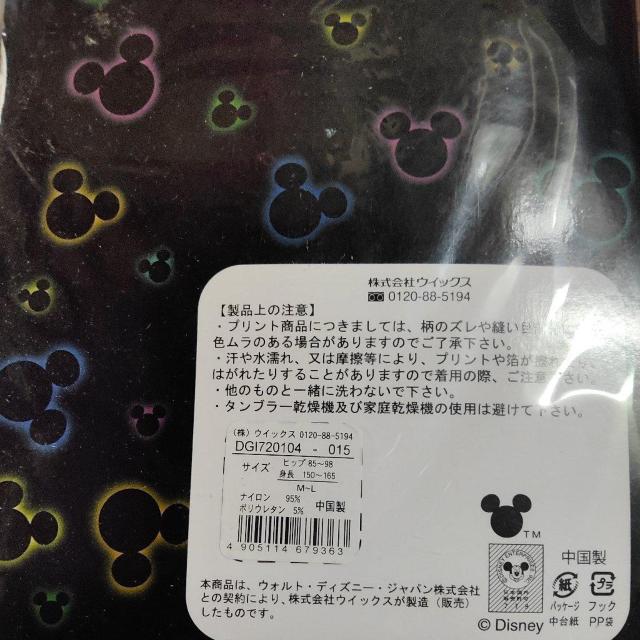 株式会社ウイックス
0120-88-5194
【製品上の注意】
・プリント商品につきましては、柄のズレや縫い目
色ムラのある場合がありますのでご了承下さい。
・汗や水濡れ、又は摩擦等により、プリントや箔が
はがれたりすることがありますので着用の際、ご注意下さい。
・他のものと一緒に洗わないで下さい。
・タンブラー乾燥機及び家庭乾燥機の使用は避けて下さい。
(株) ウイックス 0120-88-5194
DGI720104 - 015
サイズ ヒップ 85~98
身長 150~165
M~L
ナイロン 95%
ポリウレタン 5% 中国製
4 905114 679363
TM
中国製
紙 プラ
パッケージ フック
中台紙 PP袋
本商品は、ウォルト・ディズニー・ジャパン株式会社
との契約により、株式会社ウイックスが製造(販売)
したものです。
© Disney